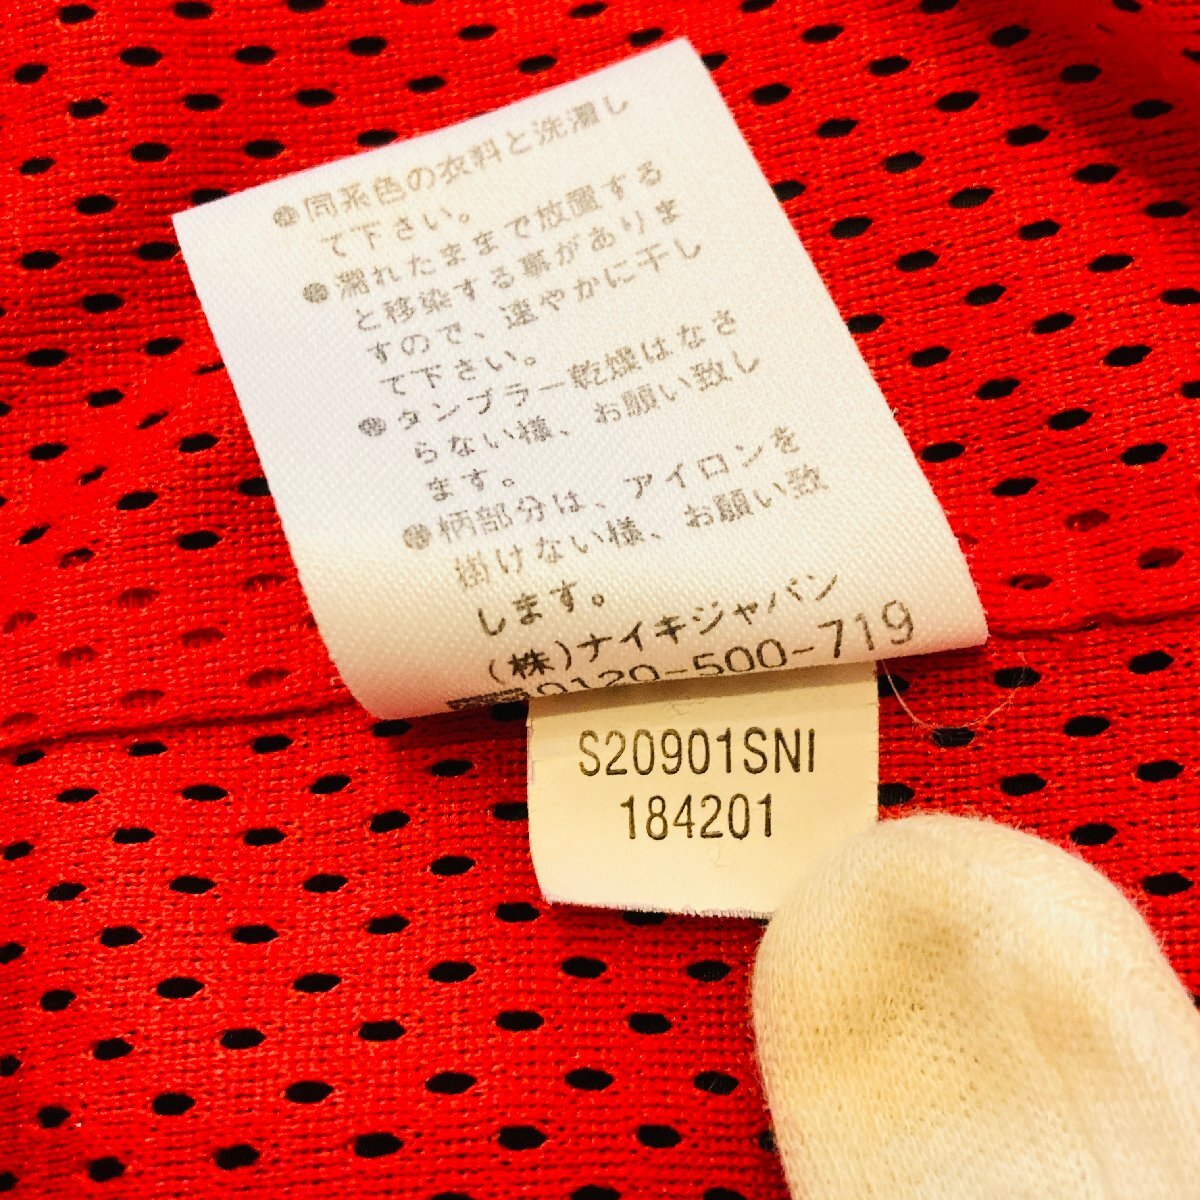 ●同系色の衣料と洗濯し
て下さい。
●濡れたままで放置する
と移染する事がありま
すので、速やかに干し
て下さい。
●タンブラー乾燥はなさ
らない様、お願い致し
ます。
●柄部分は、アイロンを
掛けない様、お願い致
します。
(株)ナイキジャパン
0120-500-719
S20901SNI
184201